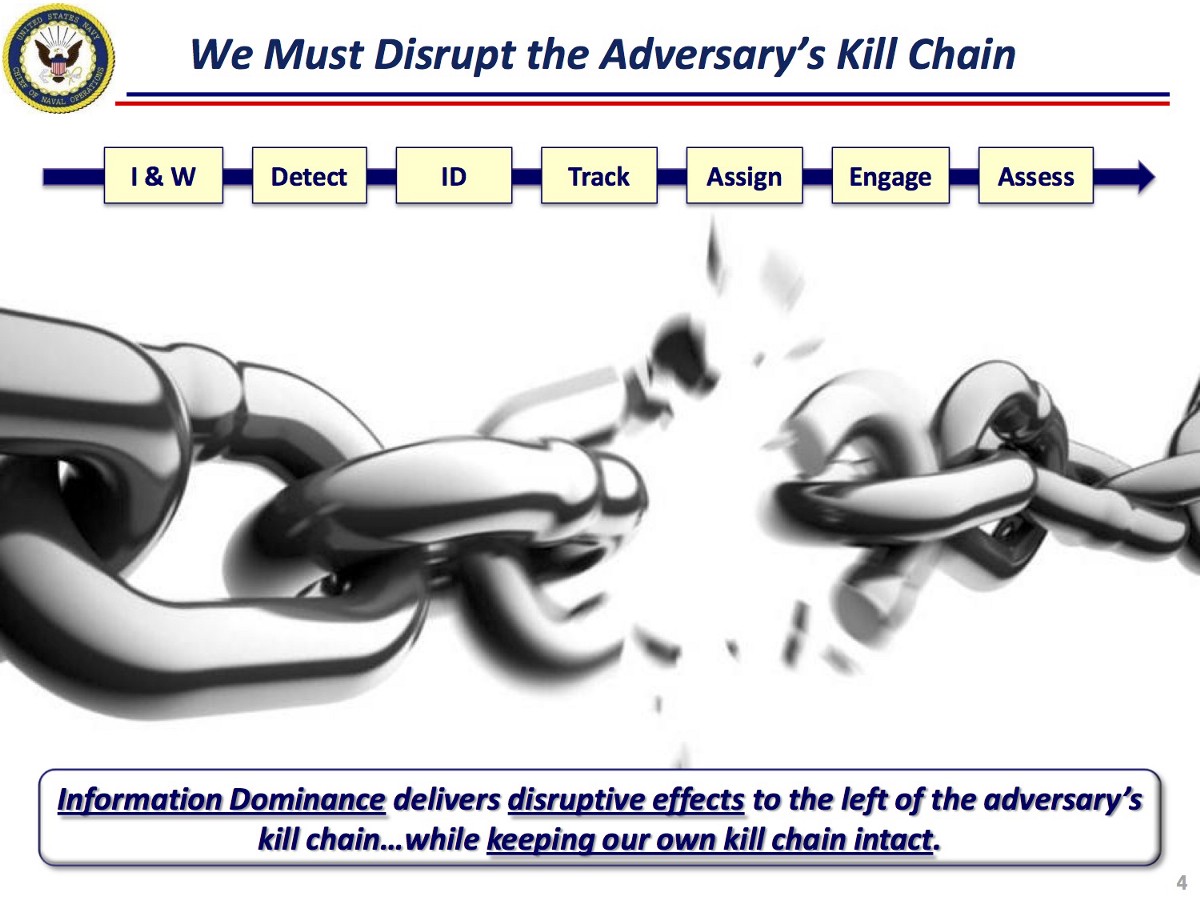 UNITED STATES NAVY
CHIEF OF NAVAL OPERATIONS
We Must Disrupt the Adversary’s Kill Chain
I & W
Detect
ID
Track
Assign
Engage
Assess
Information Dominance delivers disruptive effects to the left of the adversary’s
kill chain…while keeping our own kill chain intact.
4